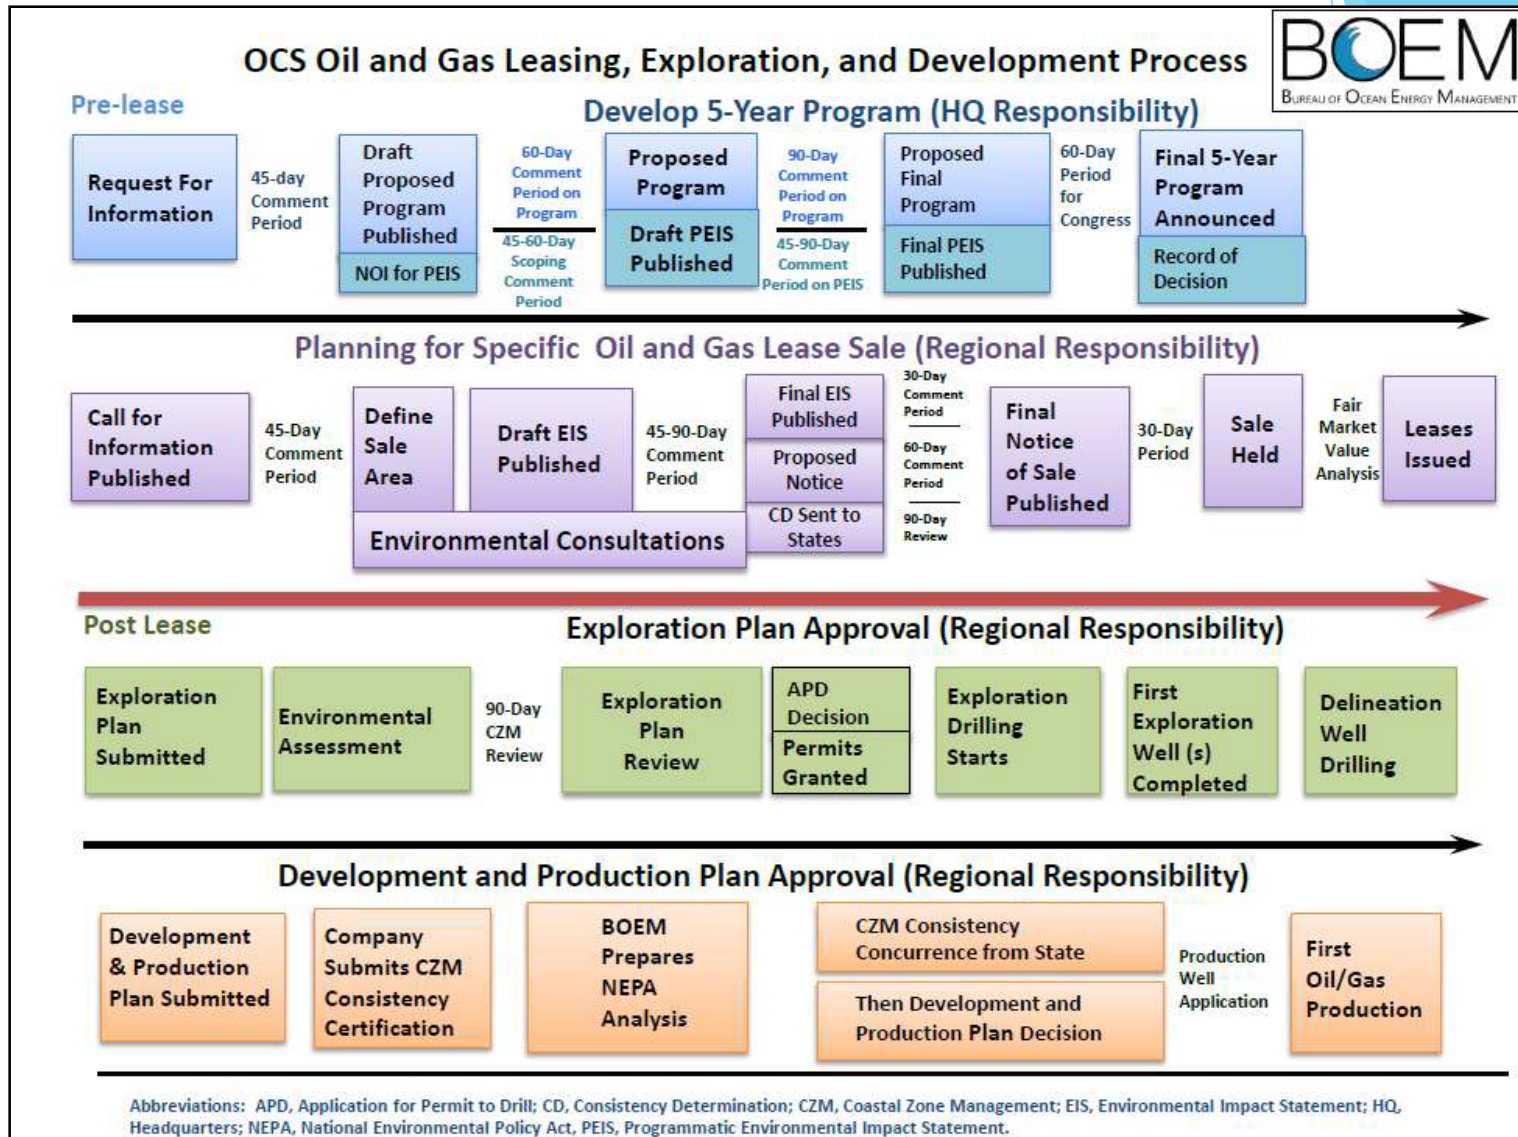 OCS Oil and Gas Leasing, Exploration, and Development Process
BOEM
BUREAU OF OCEAN ENERGY MANAGEMENT
Pre-lease
Develop 5-Year Program (HQ Responsibility)
Request For
Information
45-day
Comment
Period
Draft
Proposed
Program
Published
NOI for PEIS
60-Day
Comment
Period on
Program
45-60-Day
Scoping
Comment
Period
Proposed
Program
Draft PEIS
Published
90-Day
Comment
Period on
Program
45-90-Day
Comment
Period on PEIS
Proposed
Final
Program
Final PEIS
Published
60-Day
Period
for
Congress
Final 5-Year
Program
Announced
Record of
Decision
Planning for Specific Oil and Gas Lease Sale (Regional Responsibility)
Call for
Information
Published
45-Day
Comment
Period
Define
Sale
Area
Draft EIS
Published
Environmental Consultations
45-90-Day
Comment
Period
Final EIS
Published
Proposed
Notice
CD Sent to
States
30-Day
Comment
Period
60-Day
Comment
Period
90-Day
Review
Final
Notice
of Sale
Published
30-Day
Period
Sale
Held
Fair
Market
Value
Analysis
Leases
Issued
Post Lease
Exploration Plan Approval (Regional Responsibility)
Exploration
Plan
Submitted
Environmental
Assessment
90-Day
CZM
Review
Exploration
Plan
Review
APD
Decision
Permits
Granted
Exploration
Drilling
Starts
First
Exploration
Well (s)
Completed
Delineation
Well
Drilling
Development and Production Plan Approval (Regional Responsibility)
Development
& Production
Plan Submitted
Company
Submits CZM
Consistency
Certification
BOEM
Prepares
NEPA
Analysis
CZM Consistency
Concurrence from State
Then Development and
Production Plan Decision
Production
Well
Application
First
Oil/Gas
Production
Abbreviations: APD, Application for Permit to Drill; CD, Consistency Determination; CZM, Coastal Zone Management; EIS, Environmental Impact Statement; HQ,
Headquarters; NEPA, National Environmental Policy Act, PEIS, Programmatic Environmental Impact Statement.